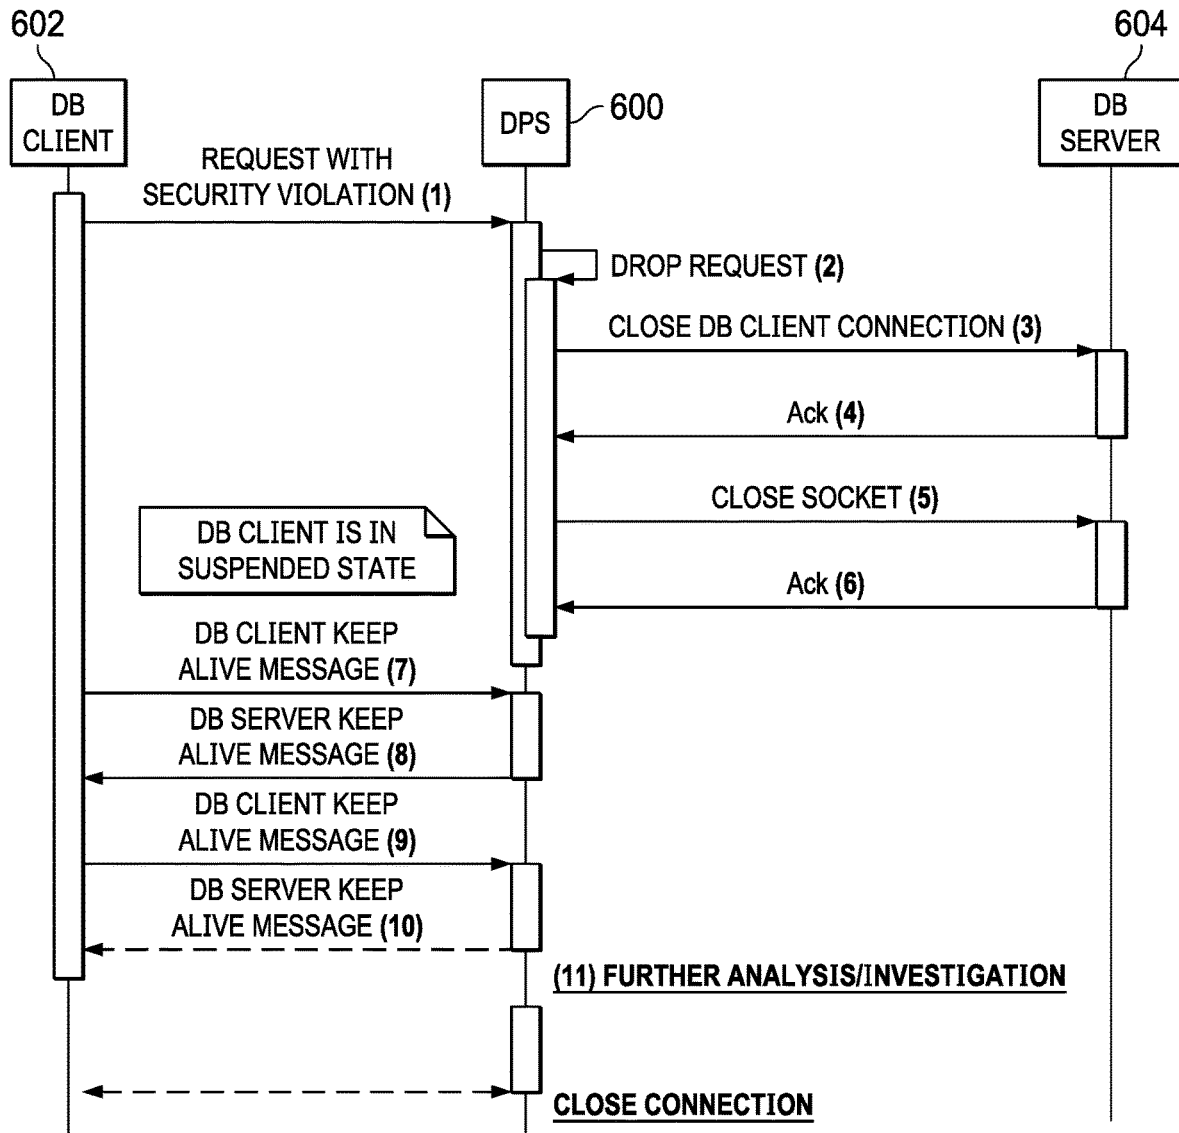 602
604
DB
CLIENT
DPS
600
DB
SERVER
REQUEST WITH
SECURITY VIOLATION (1)
DROP REQUEST (2)
CLOSE DB CLIENT CONNECTION (3)
Ack (4)
CLOSE SOCKET (5)
DB CLIENT IS IN
SUSPENDED STATE
Ack (6)
DB CLIENT KEEP
ALIVE MESSAGE (7)
DB SERVER KEEP
ALIVE MESSAGE (8)
DB CLIENT KEEP
ALIVE MESSAGE (9)
DB SERVER KEEP
ALIVE MESSAGE (10)
(11) FURTHER ANALYSIS/INVESTIGATION
CLOSE CONNECTION